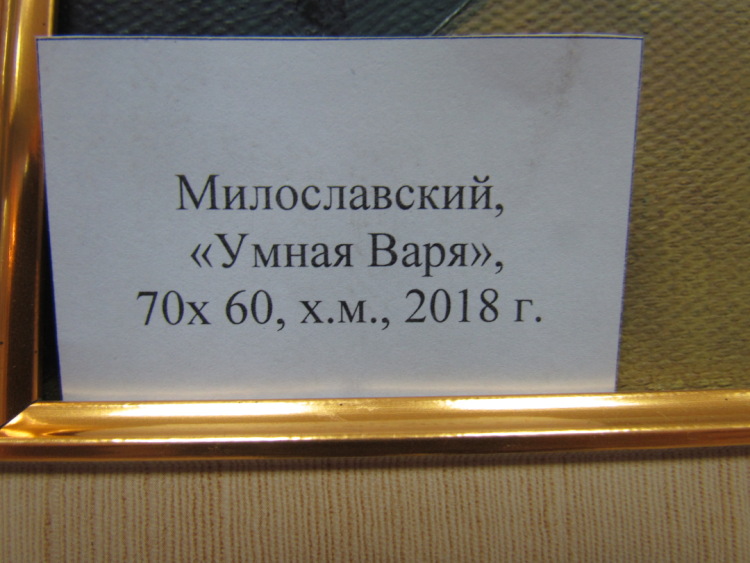 Милославский,
«Умная Варя»,
70х 60, х.м., 2018 г.